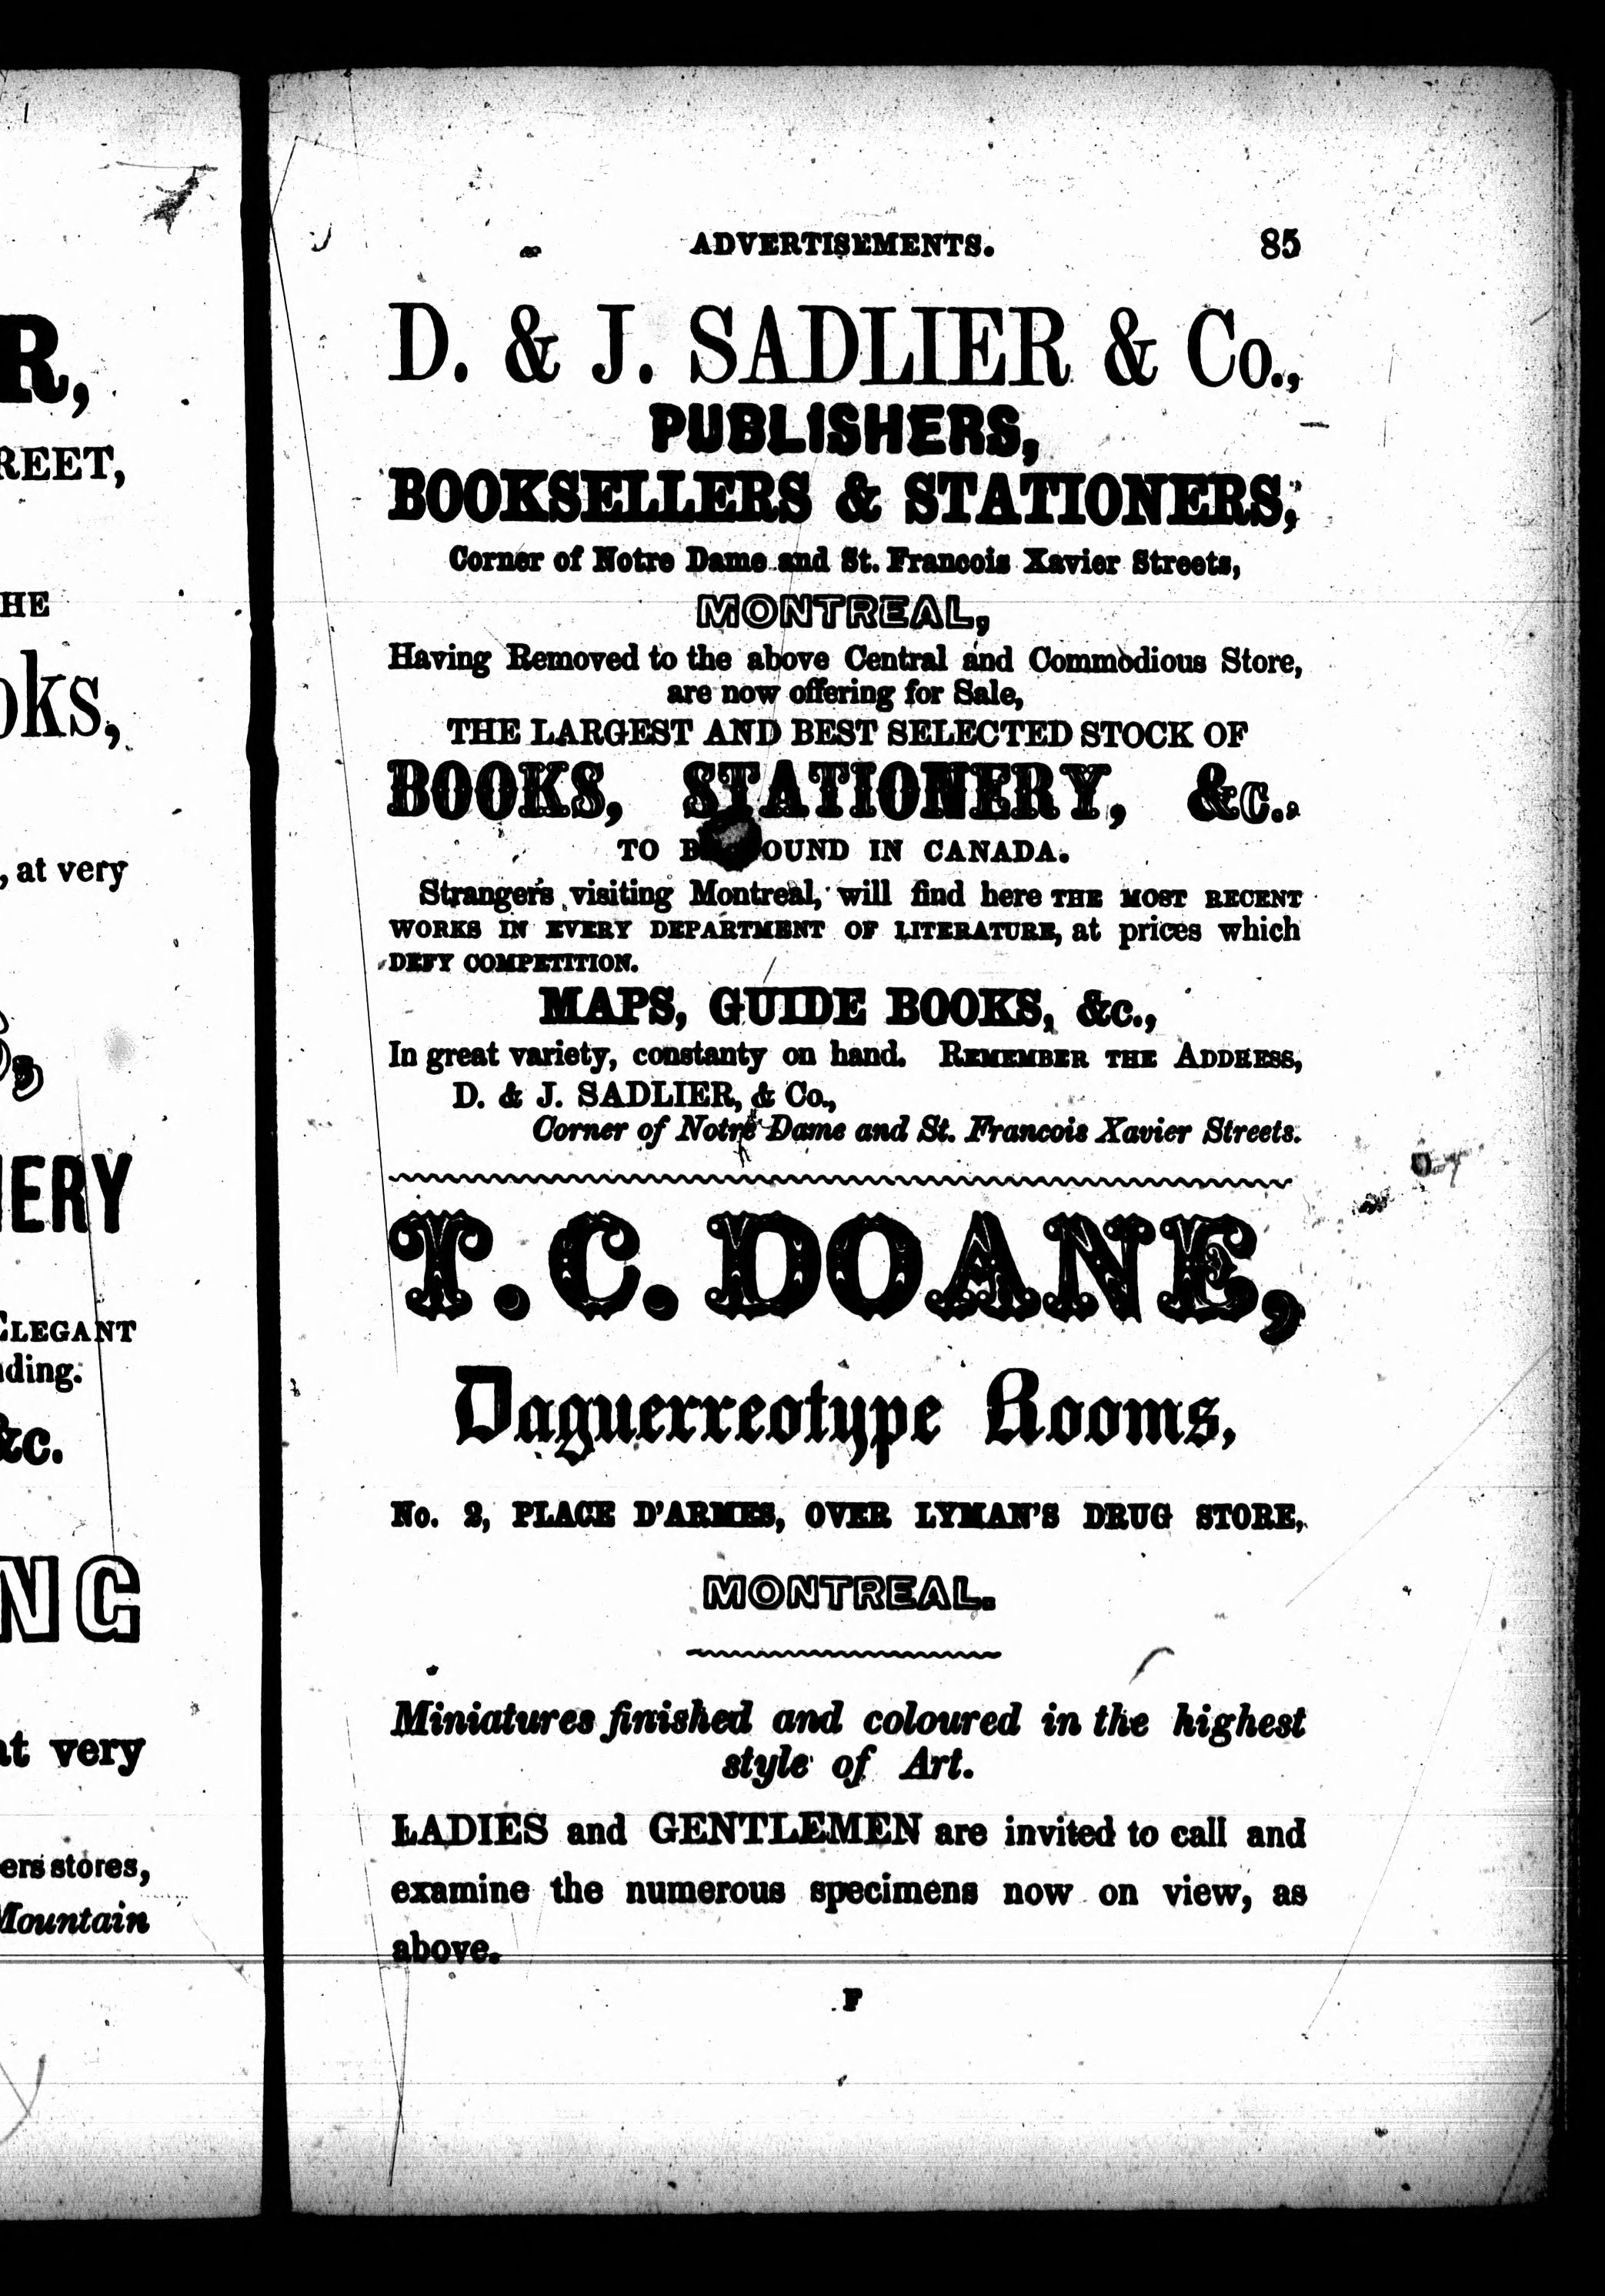 R,
REET,
HE
oks,
, at very
ERY
ELEGANT
ding.
&c.
NG
at very
ers stores,
Mountain
ADVERTISEMENTS. 85
D. & J. SADLIER & Co.,
PUBLISHERS,
BOOKSELLERS & STATIONERS,
Corner of Notre Dame and St. Francois Xavier Streets,
MONTREAL,
Having Removed to the above Central and Commodious Store,
are now offering for Sale,
THE LARGEST AND BEST SELECTED STOCK OF
BOOKS, STATIONERY, &c.,
TO B OUND IN CANADA.
Strangers visiting Montreal, will find here THE MOST RECENT
WORKS IN EVERY DEPARTMENT OF LITERATURE, at prices which
DEFY COMPETITION.
MAPS, GUIDE BOOKS, &c.,
In great variety, constanty on hand. REMEMBER THE ADDRESS,
D. & J. SADLIER, & Co.,
Corner of Notre Dame and St. Francois Xavier Streets.
T. C. DOANE,
Daguerreotype Rooms,
No. 2, PLACE D'ARMES, OVER LYMAN'S DRUG STORE,
MONTREAL.
Miniatures finished and coloured in the highest
style of Art.
LADIES and GENTLEMEN are invited to call and
examine the numerous specimens now on view, as
above.
F